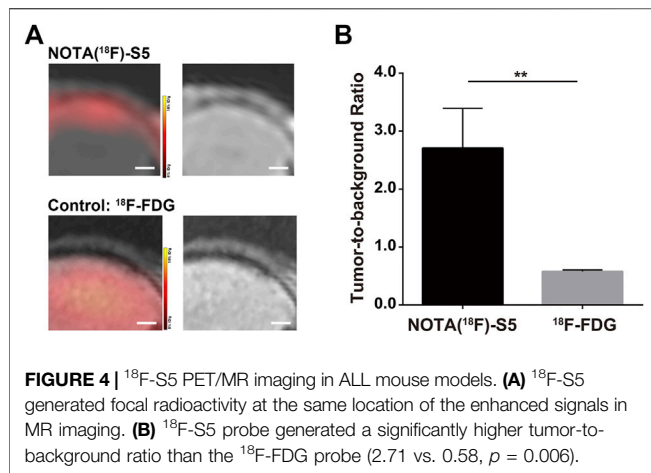 A
NOTA(¹⁸F)-S5
Control: ¹⁸F-FDG
B
**
Tumor-to-background Ratio
4.0
3.0
2.0
1.0
0.0
NOTA(¹⁸F)-S5 ¹⁸F-FDG
FIGURE 4 | ¹⁸F-S5 PET/MR imaging in ALL mouse models. (A) ¹⁸F-S5
generated focal radioactivity at the same location of the enhanced signals in
MR imaging. (B) ¹⁸F-S5 probe generated a significantly higher tumor-to-
background ratio than the ¹⁸F-FDG probe (2.71 vs. 0.58, p = 0.006).